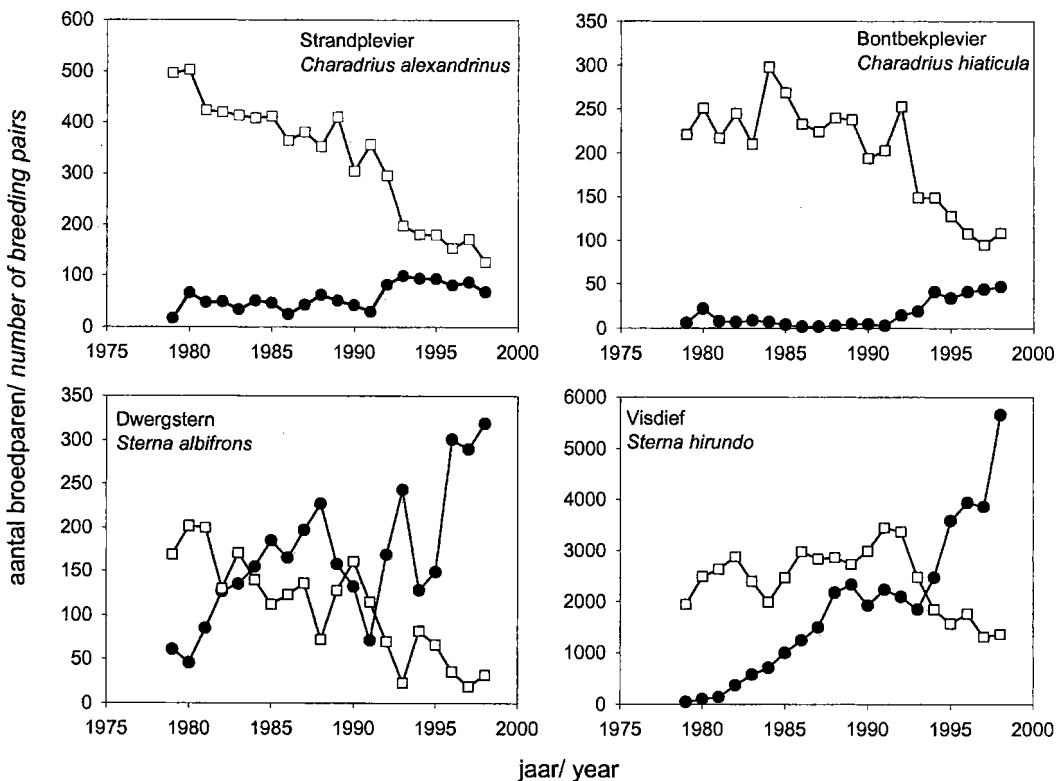 aantal broedparen/ number of breeding pairs
Strandplevier
Charadrius alexandrinus
600
500
400
300
200
100
0
1975 1980 1985 1990 1995 2000
Bontbekplevier
Charadrius hiaticula
350
300
250
200
150
100
50
0
1975 1980 1985 1990 1995 2000
Dwergstern
Sterna albifrons
350
300
250
200
150
100
50
0
1975 1980 1985 1990 1995 2000
Visdief
Sterna hirundo
6000
5000
4000
3000
2000
1000
0
1975 1980 1985 1990 1995 2000
jaar/ year